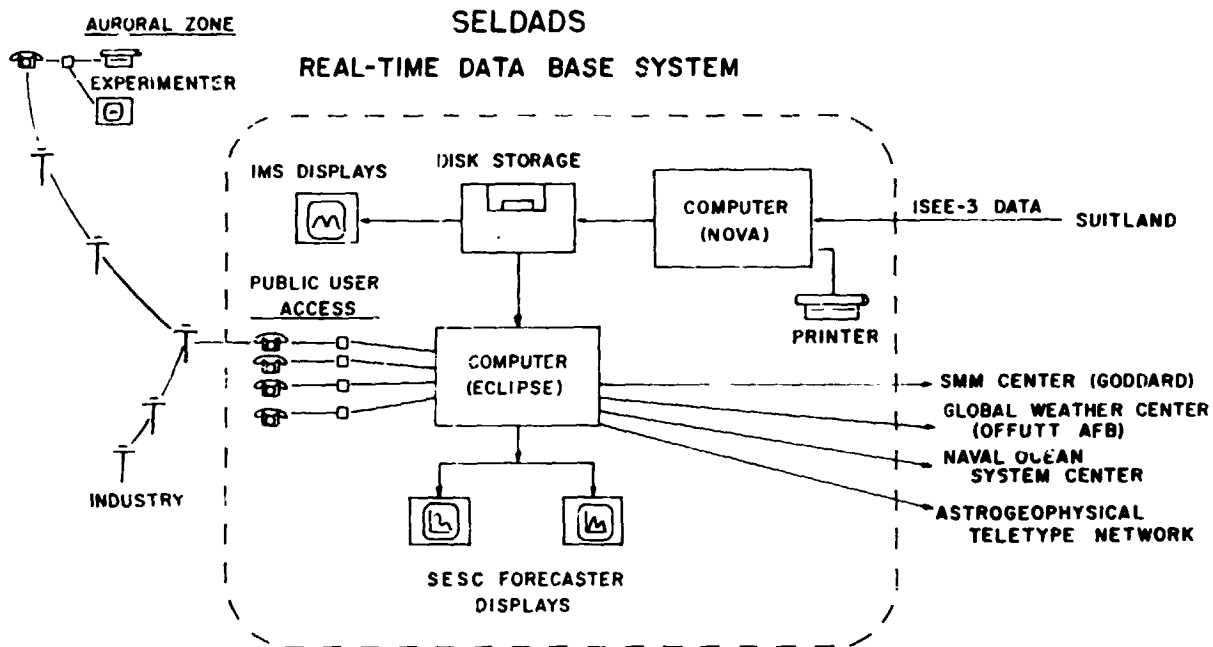 SELDADS
REAL-TIME DATA BASE SYSTEM
AURORAL ZONE
EXPERIMENTER
IMS DISPLAYS
DISK STORAGE
COMPUTER
(NOVA)
ISEE-3 DATA
SUITLAND
PRINTER
PUBLIC USER
ACCESS
COMPUTER
(ECLIPSE)
SMM CENTER (GODDARD)
GLOBAL WEATHER CENTER
(OFFUTT AFB)
NAVAL OCEAN
SYSTEM CENTER
ASTROGEOPHYSICAL
TELETYPE NETWORK
INDUSTRY
SESC FORECASTER
DISPLAYS